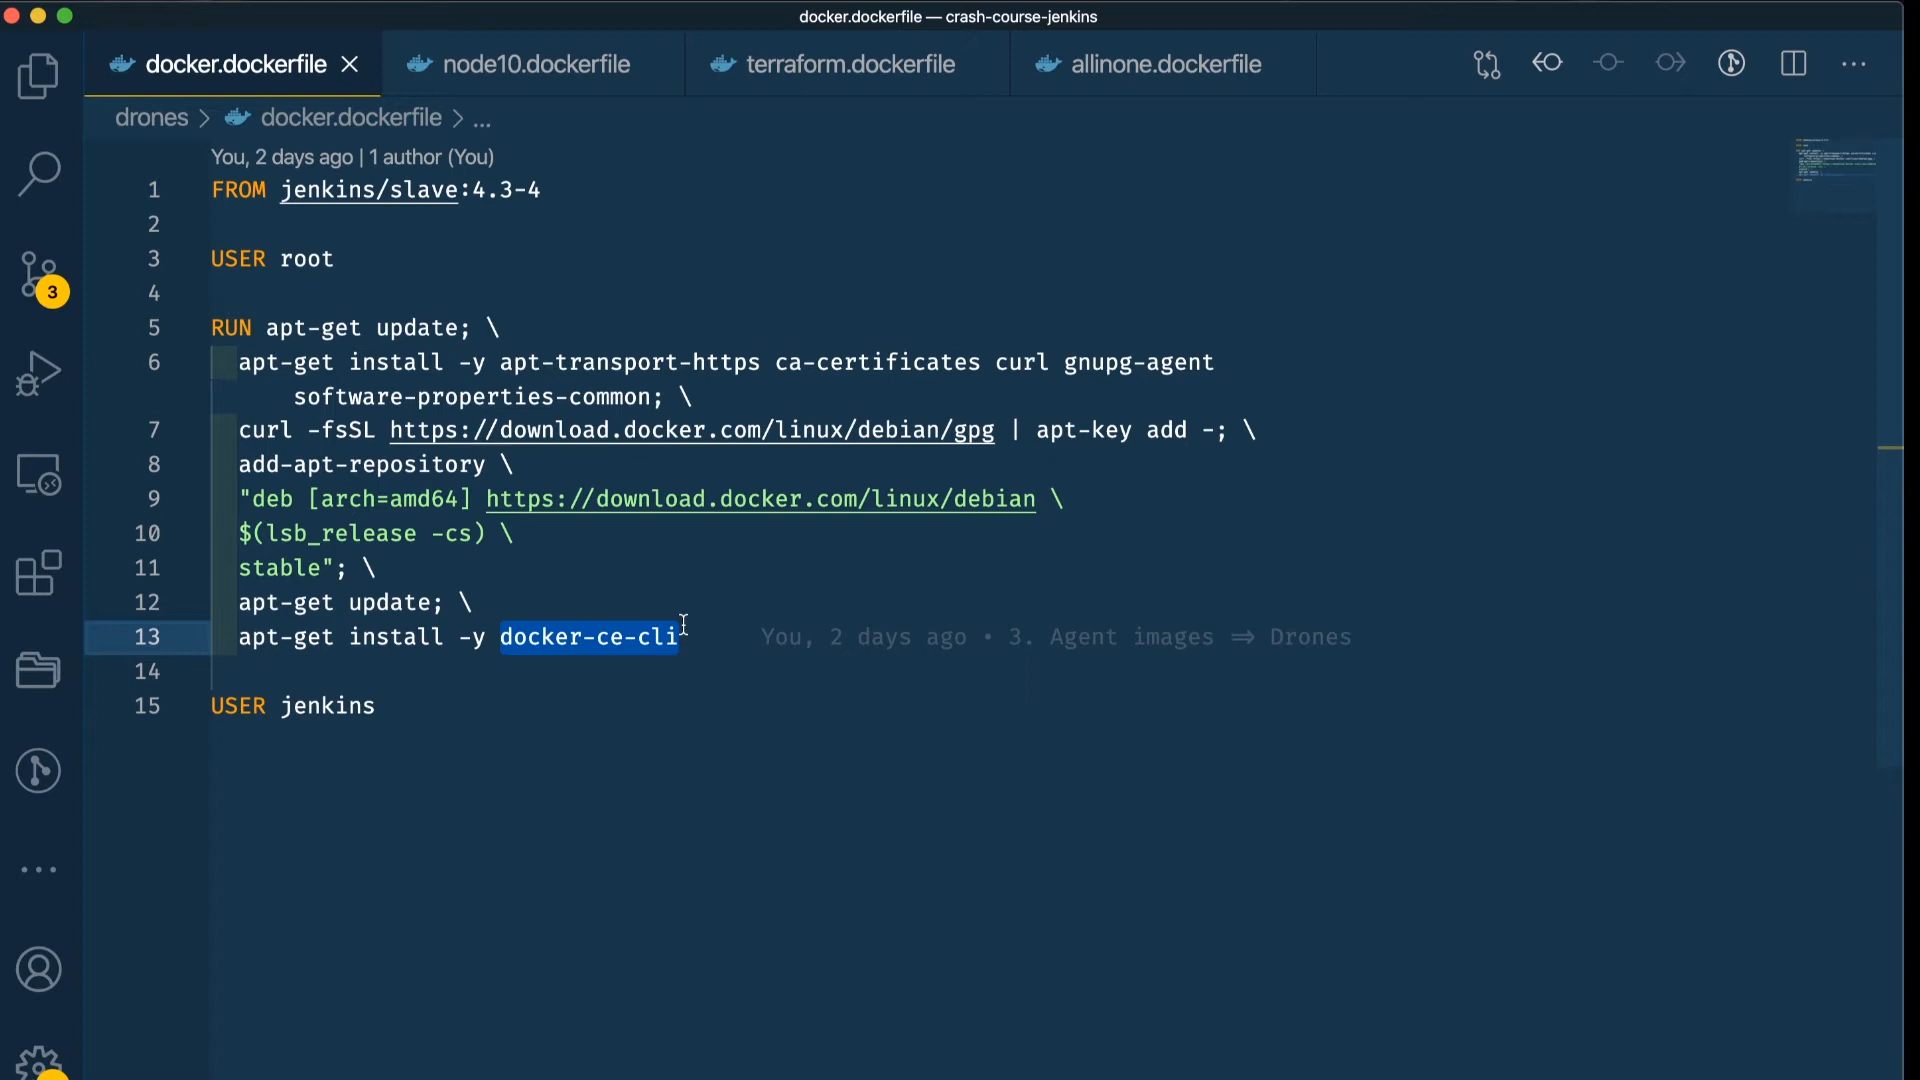 docker.dockerfile — crash-course-jenkins
docker.dockerfile node10.dockerfile terraform.dockerfile allinone.dockerfile
drones > docker.dockerfile > ...
You, 2 days ago | 1 author (You)
1 FROM jenkins/slave:4.3-4
2
3 USER root
4
5 RUN apt-get update; \
6 apt-get install -y apt-transport-https ca-certificates curl gnupg-agent
software-properties-common; \
7 curl -fsSL https://download.docker.com/linux/debian/gpg | apt-key add -; \
8 add-apt-repository \
9 "deb [arch=amd64] https://download.docker.com/linux/debian \
10 $(lsb_release -cs) \
11 stable"; \
12 apt-get update; \
13 apt-get install -y docker-ce-cli You, 2 days ago • 3. Agent images ⇒ Drones
14
15 USER jenkins
3